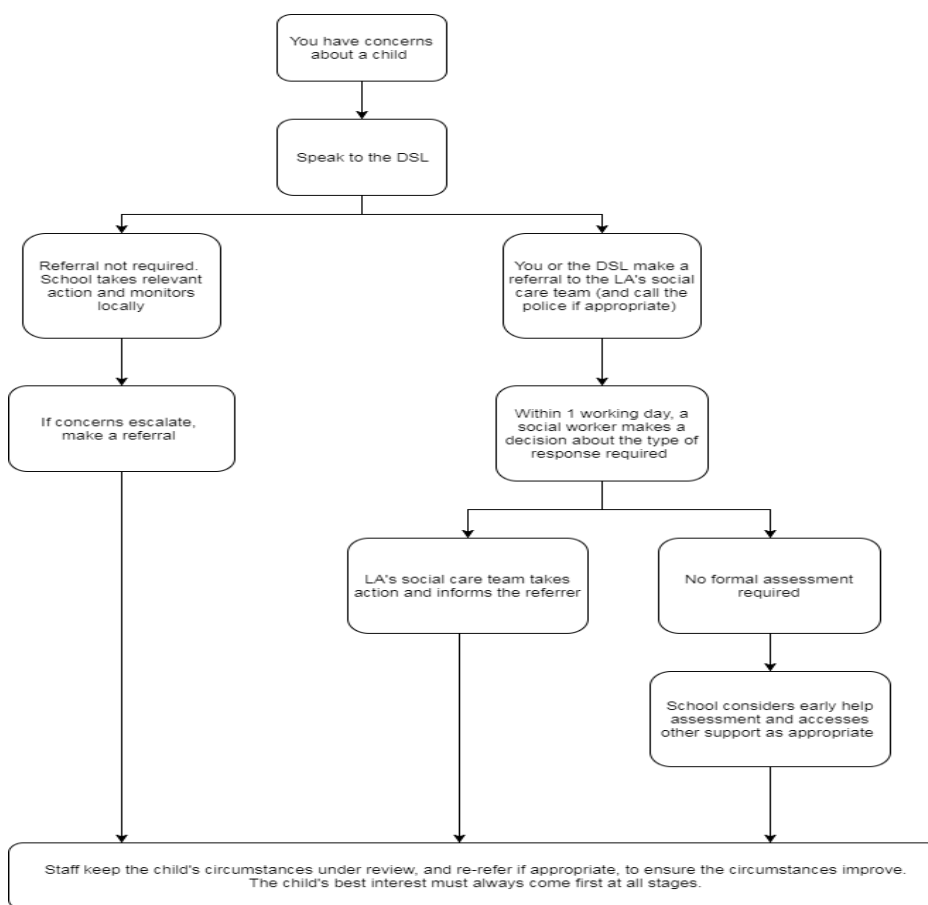 You have concerns
about a child
Speak to the DSL
Referral not required.
School takes relevant
action and monitors
locally
You or the DSL make a
referral to the LA's social
care team (and call the
police if appropriate)
If concerns escalate,
make a referral
Within 1 working day, a
social worker makes a
decision about the type of
response required
LA's social care team takes
action and informs the referrer
No formal assessment
required
School considers early help
assessment and accesses
other support as appropriate
Staff keep the child's circumstances under review, and re-refer if appropriate, to ensure the circumstances improve.
The child's best interest must always come first at all stages.